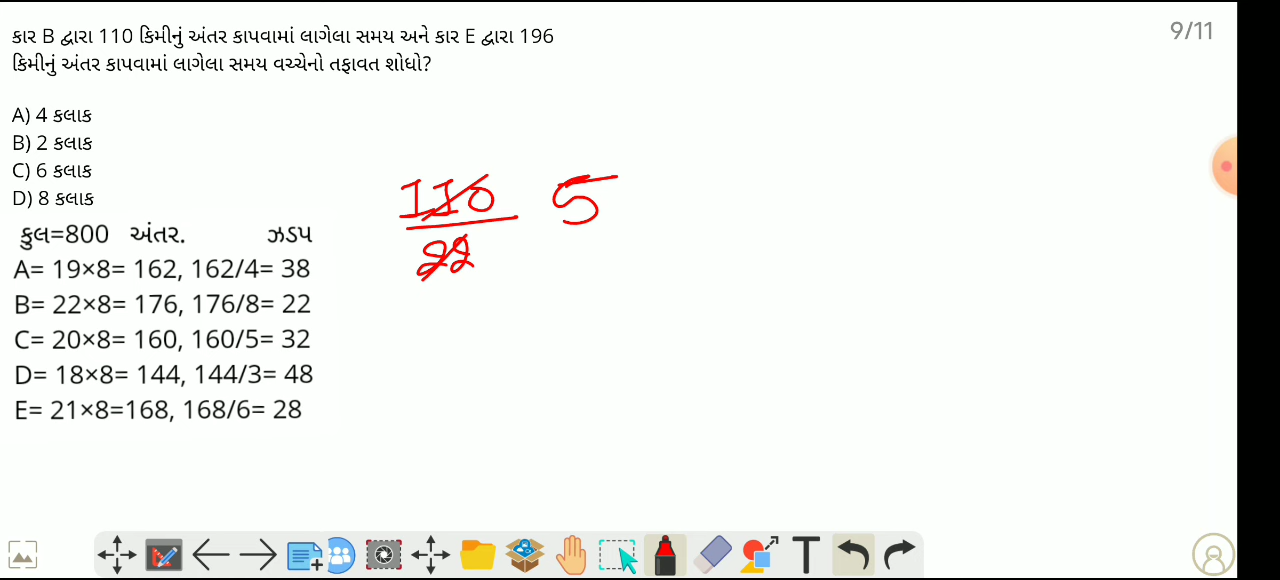 કાર B દ્વારા 110 કિમીનું અંતર કાપવામાં લાગેલા સમય અને કાર E દ્વારા 196
કિમીનું અંતર કાપવામાં લાગેલા સમય વચ્ચેનો તફાવત શોધો?
9/11
A) 4 કલાક
B) 2 કલાક
C) 6 કલાક
D) 8 કલાક
કુલ=800 અંતર. ઝડપ
A= 19×8= 162, 162/4= 38
B= 22×8= 176, 176/8= 22
C= 20×8= 160, 160/5= 32
D= 18×8= 144, 144/3= 48
E= 21×8=168, 168/6= 28
110 5
22
T